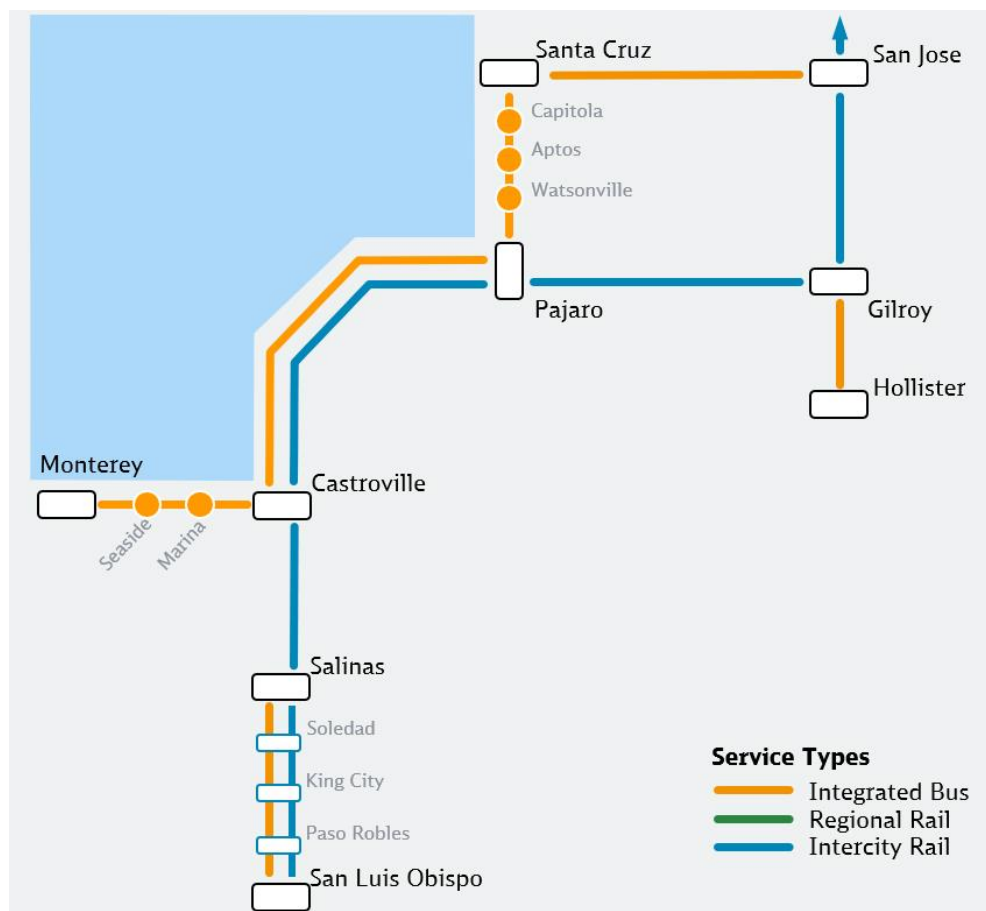 Santa Cruz
San Jose
Capitola
Aptos
Watsonville
Pajaro
Gilroy
Hollister
Monterey
Castroville
Seaside
Marina
Salinas
Soledad
King City
Paso Robles
San Luis Obispo
Service Types
Integrated Bus
Regional Rail
Intercity Rail